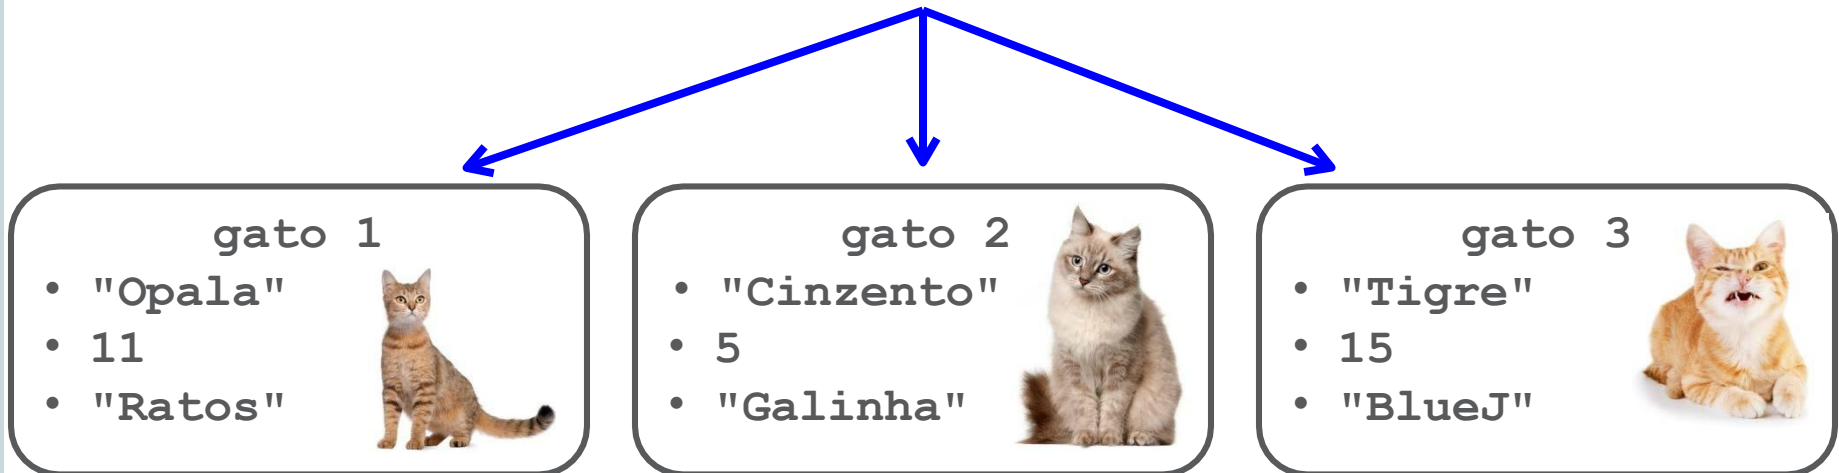 gato 1
• "Opala"
• 11
• "Ratos"
gato 2
• "Cinzento"
• 5
• "Galinha"
gato 3
• "Tigre"
• 15
• "BlueJ"